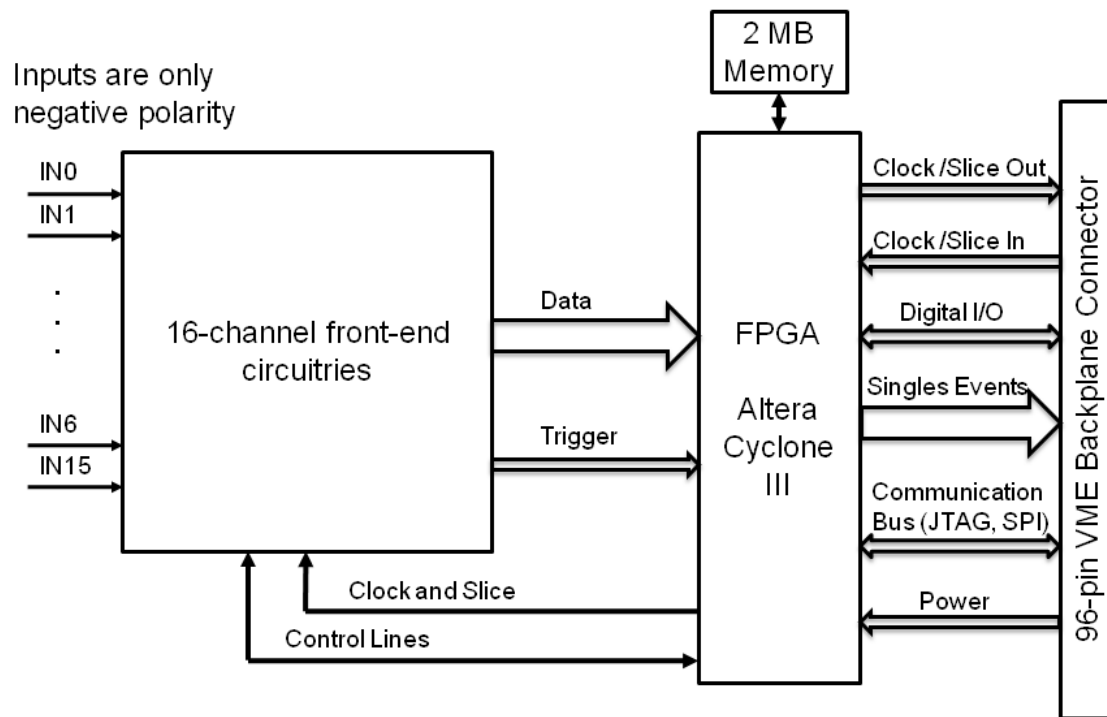 2 MB
Memory
Inputs are only
negative polarity
IN0
IN1
.
.
.
IN6
IN15
16-channel front-end
circuitries
Data
Trigger
Clock and Slice
Control Lines
FPGA
Altera
Cyclone
III
Clock /Slice Out
Clock /Slice In
Digital I/O
Singles Events
Communication
Bus (JTAG, SPI)
Power
96-pin VME Backplane Connector